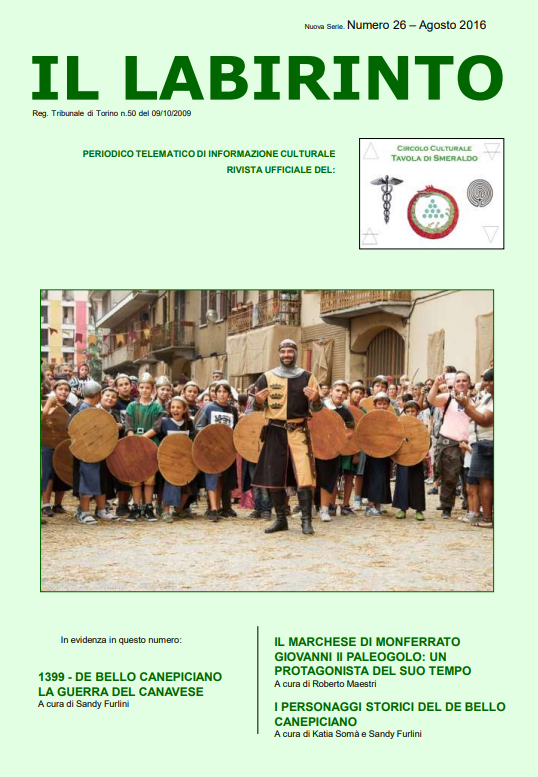 Nuova Serie. Numero 26 – Agosto 2016
IL LABIRINTO
Reg. Tribunale di Torino n.50 del 09/10/2009
PERIODICO TELEMATICO DI INFORMAZIONE CULTURALE
RIVISTA UFFICIALE DEL:
CIRCOLO CULTURALE
TAVOLA DI SMERALDO
In evidenza in questo numero:
1399 - DE BELLO CANEPICIANO
LA GUERRA DEL CANAVESE
A cura di Sandy Furlini
IL MARCHESE DI MONFERRATO
GIOVANNI II PALEOGOLO: UN
PROTAGONISTA DEL SUO TEMPO
A cura di Roberto Maestri
I PERSONAGGI STORICI DEL DE BELLO
CANEPICIANO
A cura di Katia Somà e Sandy Furlini